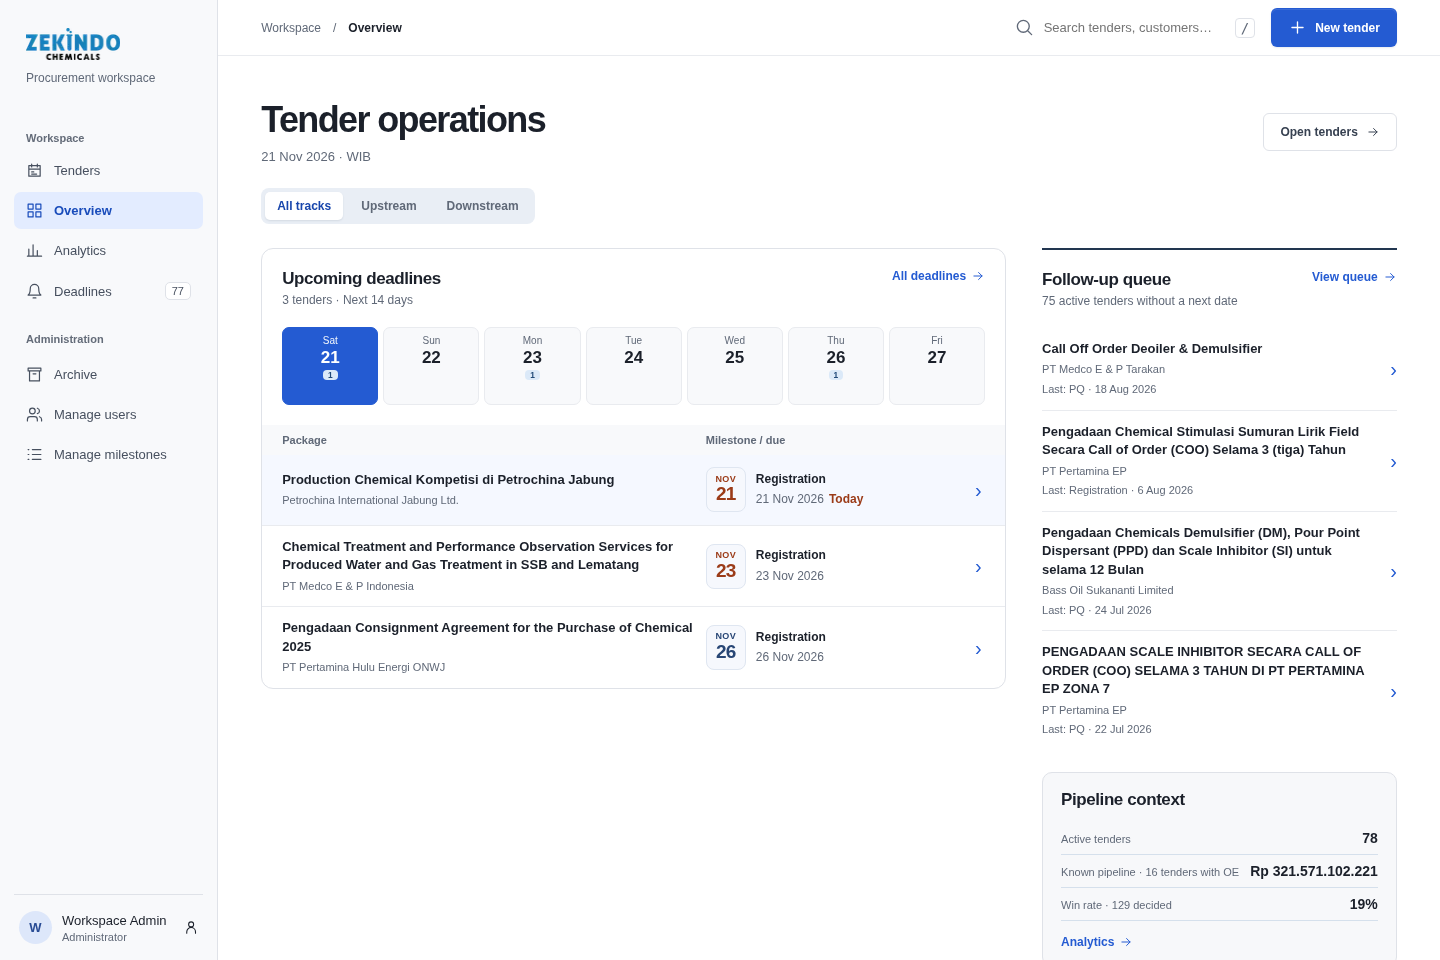 ZEKINDO
CHEMICALS
Procurement workspace
Workspace
Tenders
Overview
Analytics
Deadlines 77
Administration
Archive
Manage users
Manage milestones
W
Workspace Admin
Administrator
Workspace / Overview
Search tenders, customers… /
New tender
Tender operations
21 Nov 2026 · WIB
Open tenders →
All tracks Upstream Downstream
Upcoming deadlines
3 tenders · Next 14 days
All deadlines →
Sat
21
1
Sun
22
Mon
23
1
Tue
24
Wed
25
Thu
26
1
Fri
27
Package Milestone / due
Production Chemical Kompetisi di Petrochina Jabung
Petrochina International Jabung Ltd.
NOV
21
Registration
21 Nov 2026 Today
Chemical Treatment and Performance Observation Services for
Produced Water and Gas Treatment in SSB and Lematang
PT Medco E & P Indonesia
NOV
23
Registration
23 Nov 2026
Pengadaan Consignment Agreement for the Purchase of Chemical
2025
PT Pertamina Hulu Energi ONWJ
NOV
26
Registration
26 Nov 2026
Follow-up queue
75 active tenders without a next date
View queue →
Call Off Order Deoiler & Demulsifier
PT Medco E & P Tarakan
Last: PQ · 18 Aug 2026
Pengadaan Chemical Stimulasi Sumuran Lirik Field
Secara Call of Order (COO) Selama 3 (tiga) Tahun
PT Pertamina EP
Last: Registration · 6 Aug 2026
Pengadaan Chemicals Demulsifier (DM), Pour Point
Dispersant (PPD) dan Scale Inhibitor (SI) untuk
selama 12 Bulan
Bass Oil Sukananti Limited
Last: PQ · 24 Jul 2026
PENGADAAN SCALE INHIBITOR SECARA CALL OF
ORDER (COO) SELAMA 3 TAHUN DI PT PERTAMINA
EP ZONA 7
PT Pertamina EP
Last: PQ · 22 Jul 2026
Pipeline context
Active tenders 78
Known pipeline · 16 tenders with OE Rp 321.571.102.221
Win rate · 129 decided 19%
Analytics →